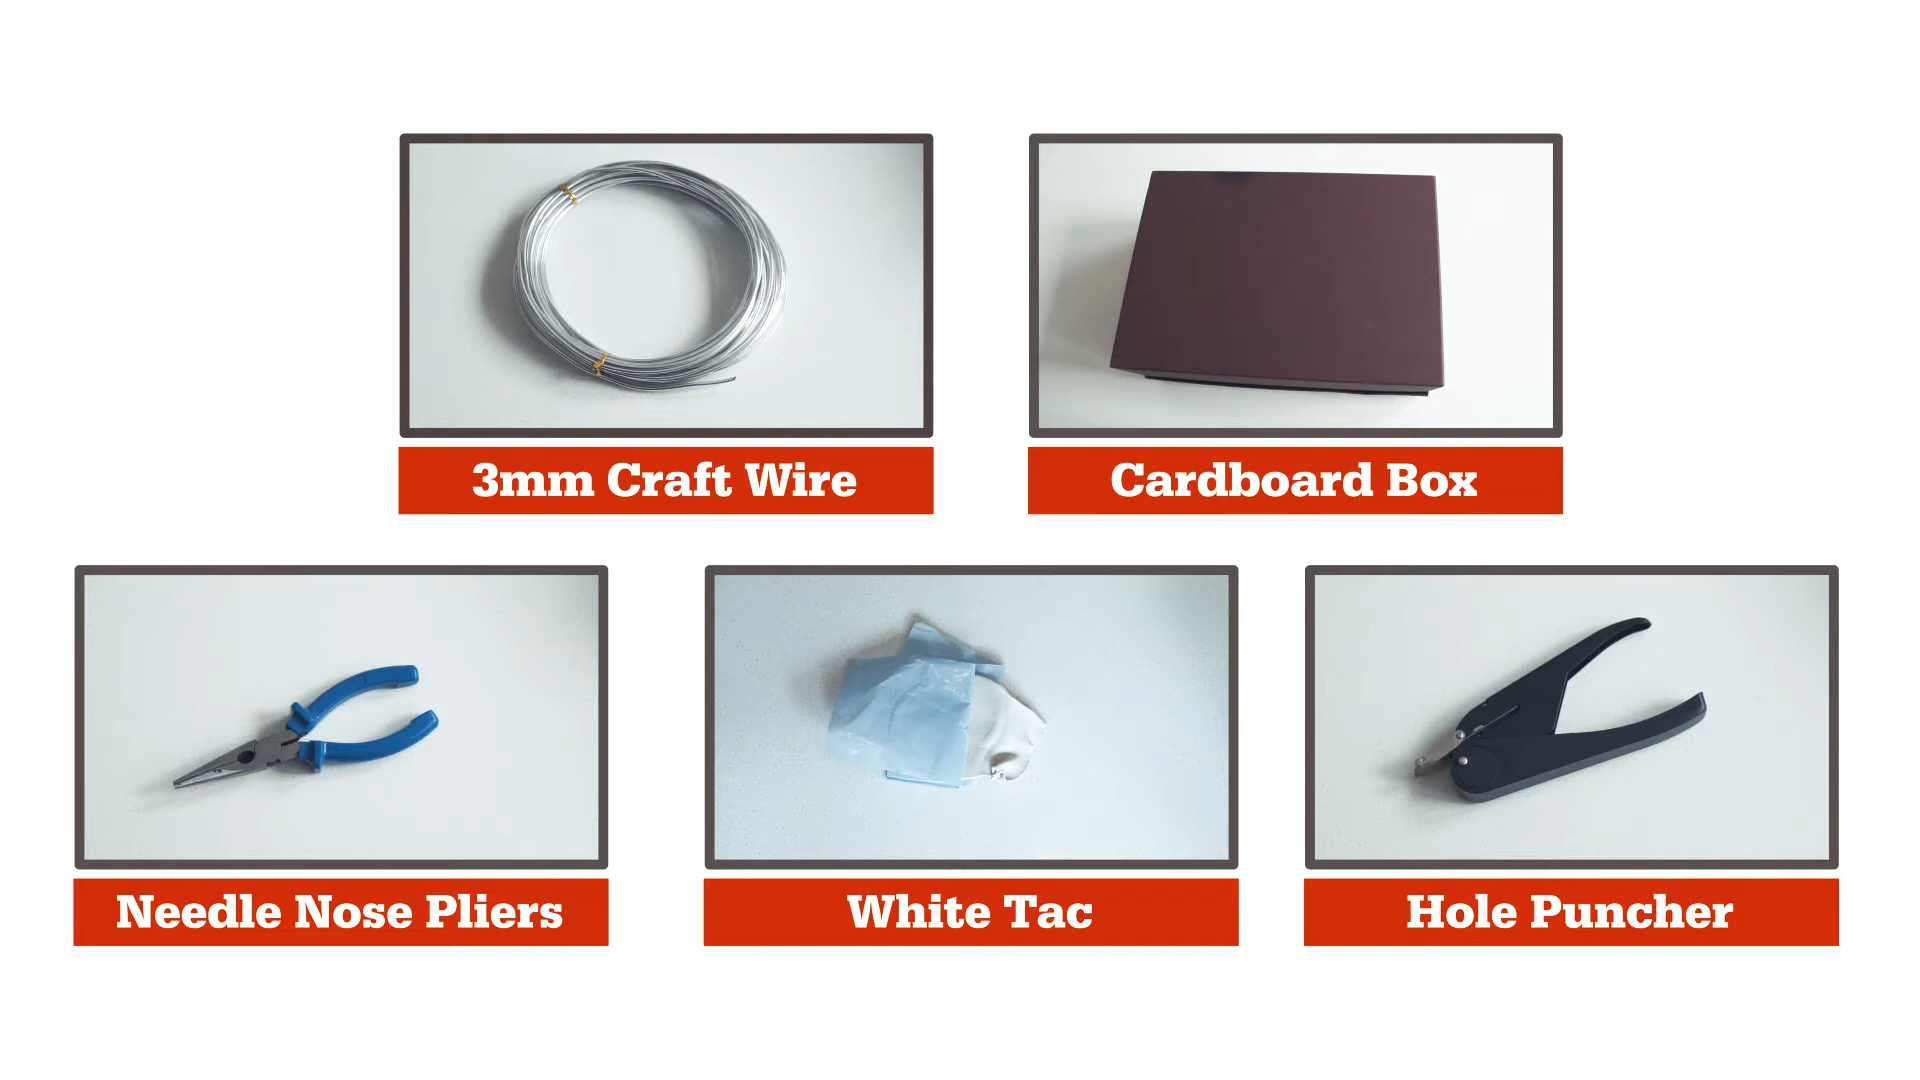 3mm Craft Wire
Cardboard Box
Needle Nose Pliers
White Tac
Hole Puncher